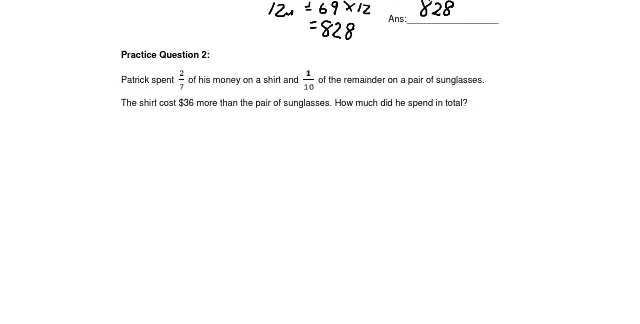 12u = 69 × 12
= 828
Ans: 828
Practice Question 2:
Patrick spent 2/7 of his money on a shirt and 1/10 of the remainder on a pair of sunglasses.
The shirt cost $36 more than the pair of sunglasses. How much did he spend in total?